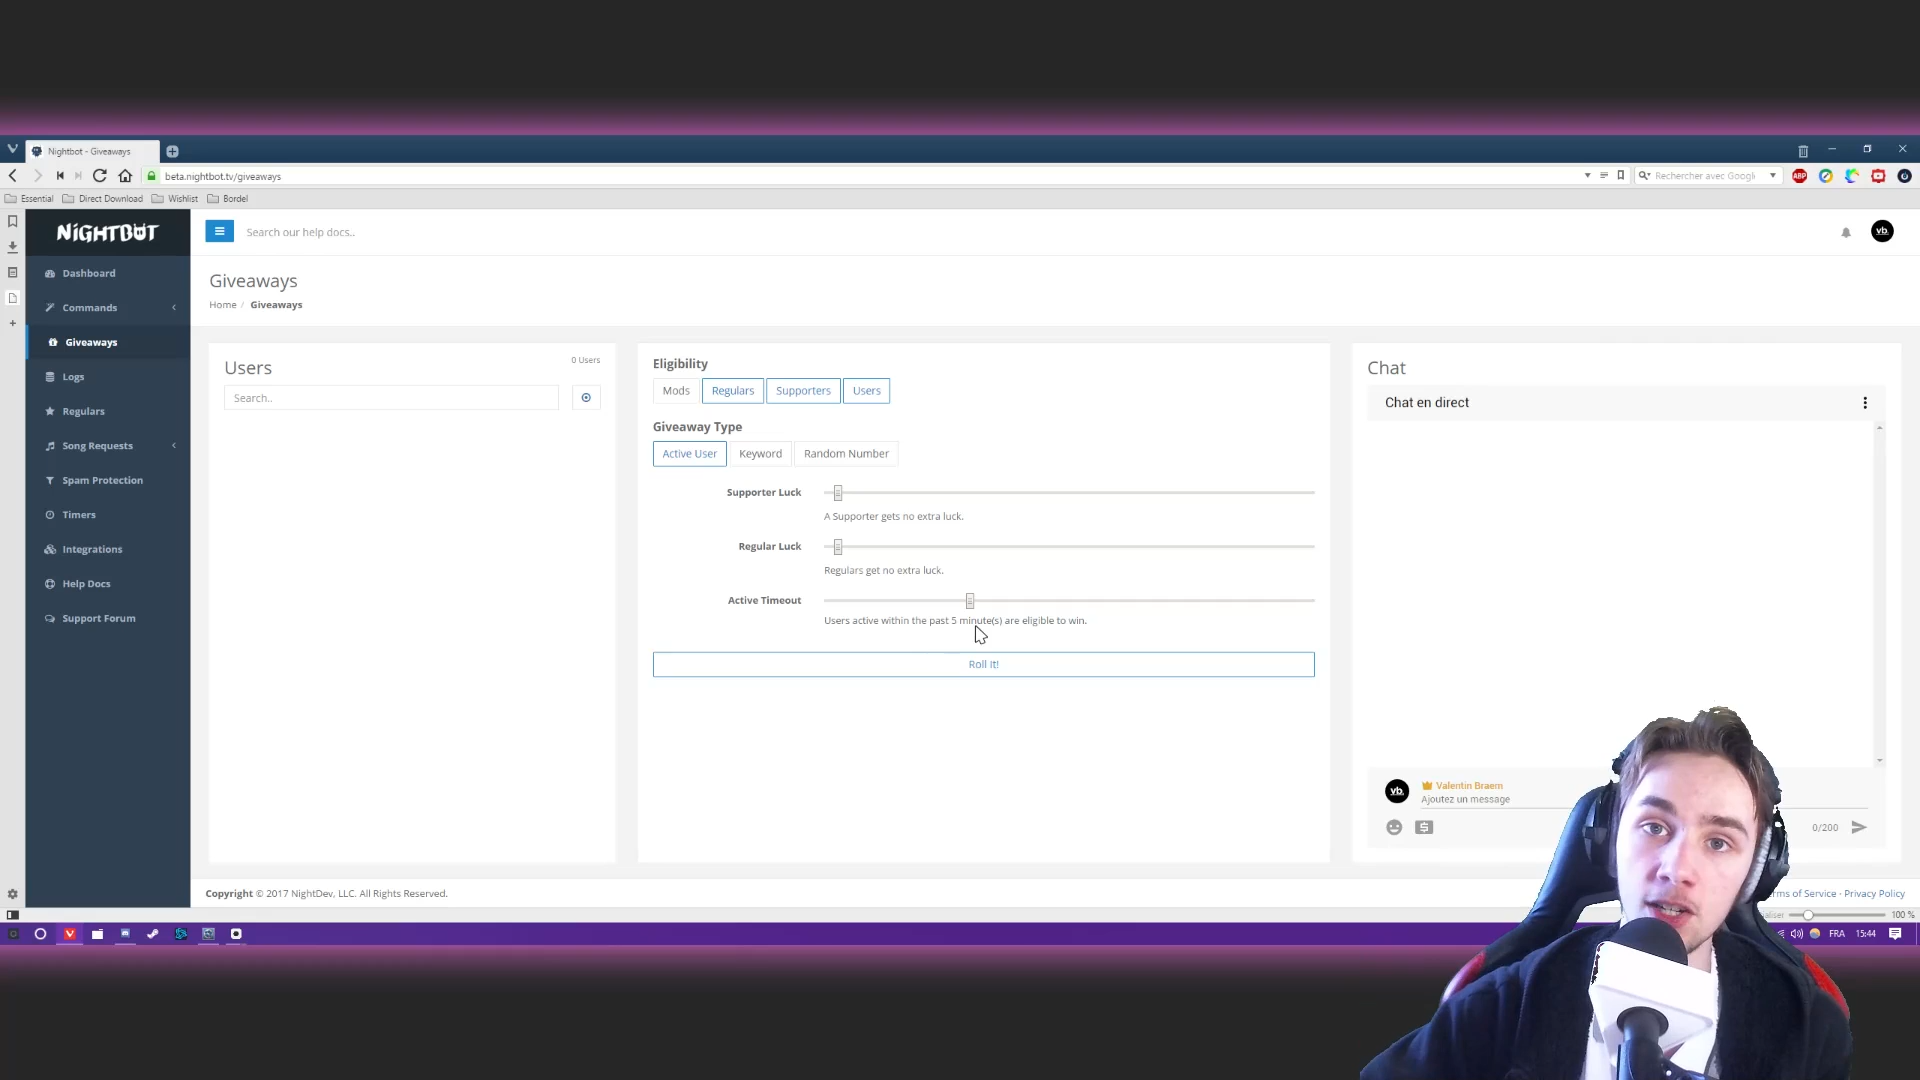 Nightbot - Giveaways
beta.nightbot.tv/giveaways
Rechercher avec Googl
ABP
Essential
Direct Download
Wishlist
Bordel
NIGHTBOT
Search our help docs..
vb.
Dashboard
Commands
Giveaways
Logs
Regulars
Song Requests
Spam Protection
Timers
Integrations
Help Docs
Support Forum
Giveaways
Home / Giveaways
Users
0 Users
Search..
Eligibility
Mods
Regulars
Supporters
Users
Giveaway Type
Active User
Keyword
Random Number
Supporter Luck
A Supporter gets no extra luck.
Regular Luck
Regulars get no extra luck.
Active Timeout
Users active within the past 5 minute(s) are eligible to win.
Roll It!
Chat
Chat en direct
vb.
Valentin Braem
Ajoutez un message
0/200
Copyright © 2017 NightDev, LLC. All Rights Reserved.
rms of Service - Privacy Policy
100 %
FRA
15:44